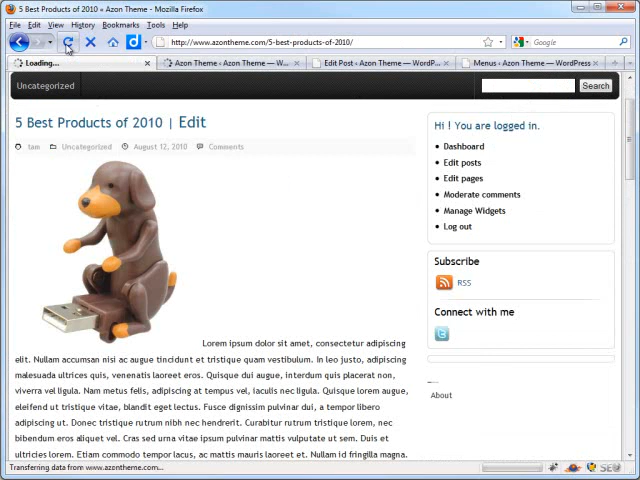 5 Best Products of 2010 « Azon Theme - Mozilla Firefox
File Edit View History Bookmarks Tools Help
http://www.azontheme.com/5-best-products-of-2010/
Google
Loading...
Azon Theme ‹ Azon Theme — W...
Edit Post ‹ Azon Theme — WordP...
Menus ‹ Azon Theme — WordPress
Uncategorized
Search
5 Best Products of 2010 | Edit
tam Uncategorized August 12, 2010 Comments
Lorem ipsum dolor sit amet, consectetur adipiscing
elit. Nullam accumsan nisi ac augue tincidunt et tristique quam vestibulum. In leo justo, adipiscing
malesuada ultrices quis, venenatis laoreet eros. Quisque dui augue, interdum quis placerat non,
viverra vel ligula. Nam metus felis, adipiscing at tempus vel, iaculis nec ligula. Quisque lorem augue,
eleifend ut tristique vitae, blandit eget lectus. Fusce dignissim pulvinar dui, a tempor libero
adipiscing ut. Donec tristique rutrum nibh nec hendrerit. Curabitur rutrum tristique lorem, nec
bibendum eros aliquet vel. Cras sed urna vitae ipsum pulvinar mattis vulputate ut sem. Duis et
ultricies lorem. Etiam commodo tempor lacus, ac mattis mauris laoreet et. Nullam id fringilla magna.
Hi ! You are logged in.
Dashboard
Edit posts
Edit pages
Moderate comments
Manage Widgets
Log out
Subscribe
RSS
Connect with me
About
Transferring data from www.azontheme.com...